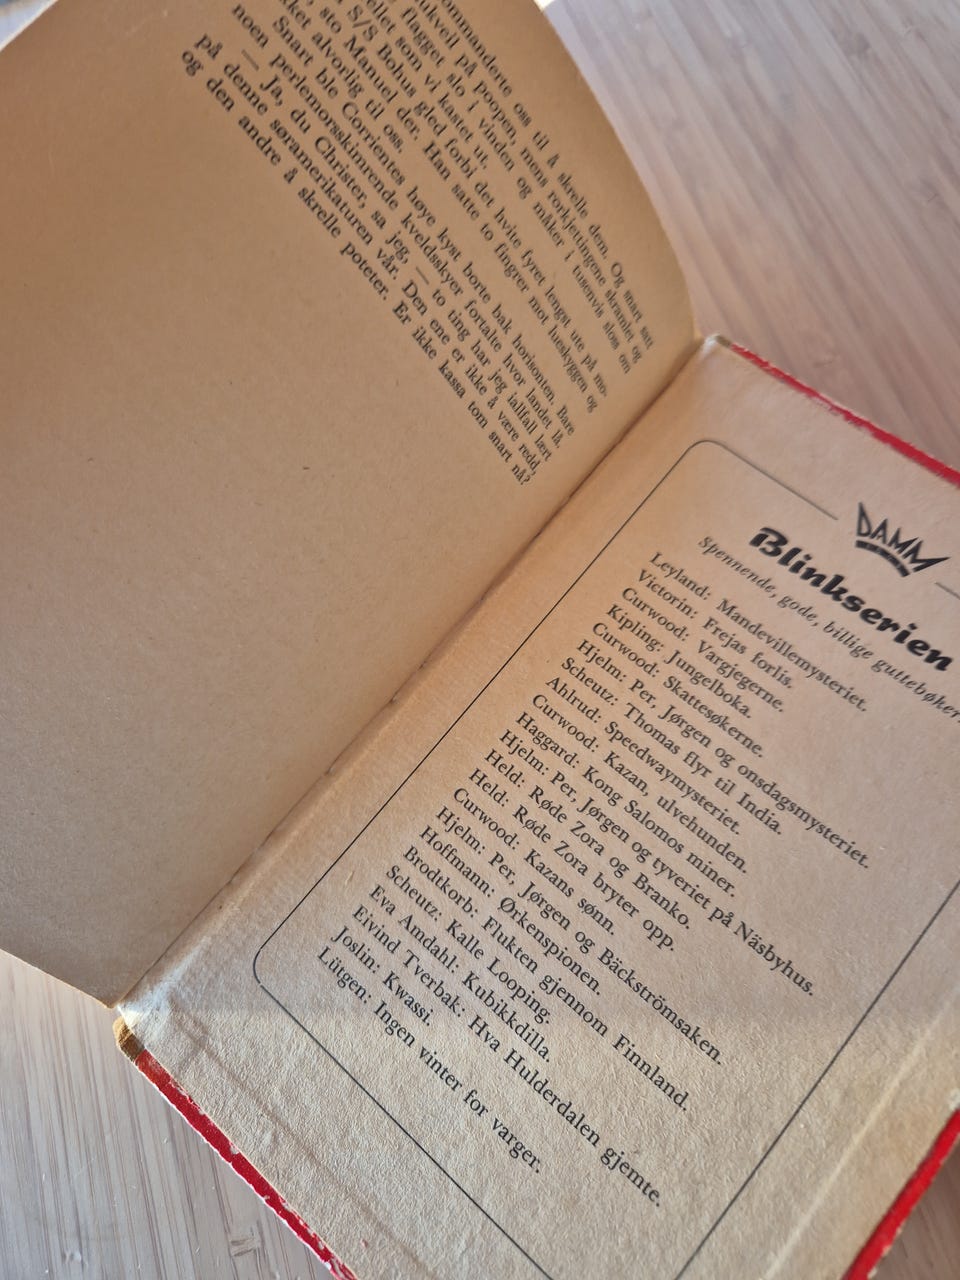 ommanderte oss til å skrelle dem. Og snart satt
på poopen, mens rorkjettingene skramlet og
flagget slo i vinden og måker i tusenvis sloss om
som vi kastet ut.
S/S Bohus gled forbi det hvite fyret lengst ute på mo-
sto Manuel der. Han satte to fingrer mot lueskyggen og
alvorlig til oss.
Snart ble Corrientes høye kyst borte bak horisonten. Bare
noen perlemorsskimrende kveldsskyer fortalte hvor landet lå.
— Ja, du Christer, sa jeg, — to ting har jeg iallfall lært
på denne søramerikaturen vår. Den ene er ikke å være redd,
og den andre å skrelle poteter. Er ikke kassa tom snart nå?
DAMM
Blinkserien
Spennende, gode, billige guttebøker.
Leyland: Mandevillemysteriet.
Victorin: Frejas forlis.
Curwood: Vargjegerne.
Kipling: Jungelboka.
Curwood: Skattesøkerne.
Hjelm: Per, Jørgen og onsdagsmysteriet.
Scheutz: Thomas flyr til India.
Ahlrud: Speedwaymysteriet.
Curwood: Kazan, ulvehunden.
Haggard: Kong Salomos miner.
Hjelm: Per, Jørgen og tyveriet på Näsbyhus.
Held: Røde Zora og Branko.
Held: Røde Zora bryter opp.
Curwood: Kazans sønn.
Hjelm: Per, Jørgen og Bäckströmsaken.
Hoffmann: Ørkenspionen.
Brodtkorb: Flukten gjennom Finnland.
Scheutz: Kalle Looping.
Eva Amdahl: Kubikkdilla.
Eivind Tverbak: Hva Hulderdalen gjemte.
Joslin: Kwassi.
Lütgen: Ingen vinter for varger.